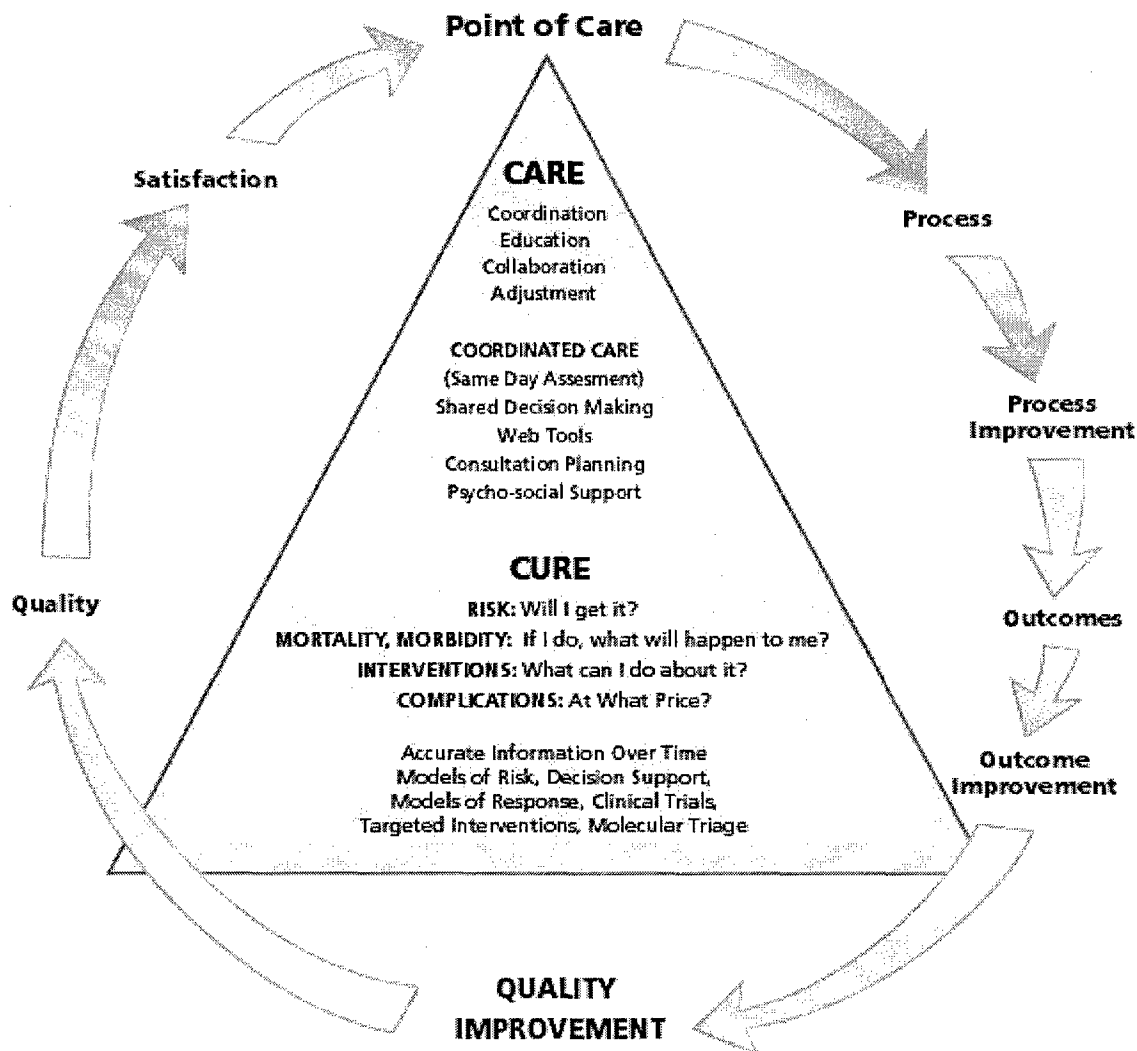 Point of Care
Satisfaction
Process
Process
Improvement
Outcomes
Outcome
Improvement
QUALITY
IMPROVEMENT
Quality
CARE
Coordination
Education
Collaboration
Adjustment
COORDINATED CARE
(Same Day Assesment)
Shared Decision Making
Web Tools
Consultation Planning
Psycho-social Support
CURE
RISK: Will I get it?
MORTALITY, MORBIDITY: If I do, what will happen to me?
INTERVENTIONS: What can I do about it?
COMPLICATIONS: At What Price?
Accurate Information Over Time
Models of Risk, Decision Support,
Models of Response, Clinical Trials,
Targeted Interventions, Molecular Triage